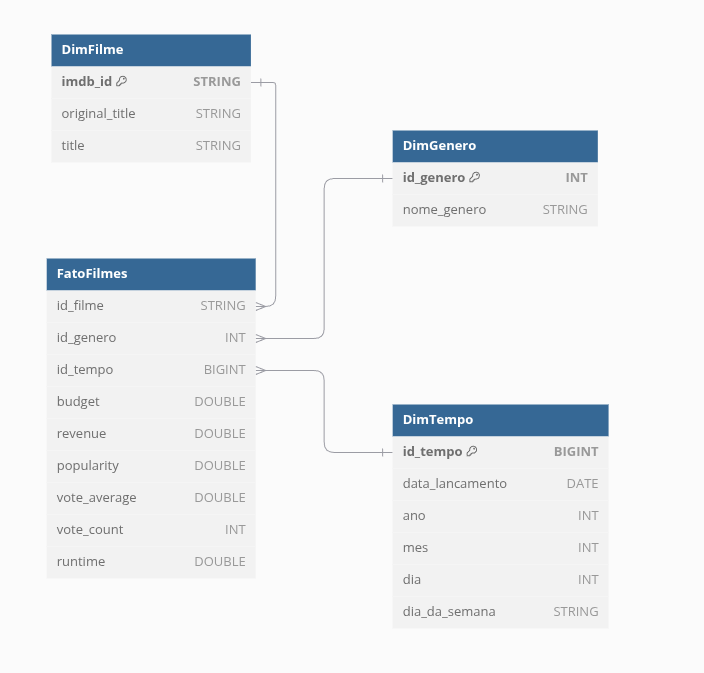 DimFilme
imdb_id STRING
original_title STRING
title STRING
DimGenero
id_genero INT
nome_genero STRING
FatoFilmes
id_filme STRING
id_genero INT
id_tempo BIGINT
budget DOUBLE
revenue DOUBLE
popularity DOUBLE
vote_average DOUBLE
vote_count INT
runtime DOUBLE
DimTempo
id_tempo BIGINT
data_lancamento DATE
ano INT
mes INT
dia INT
dia_da_semana STRING